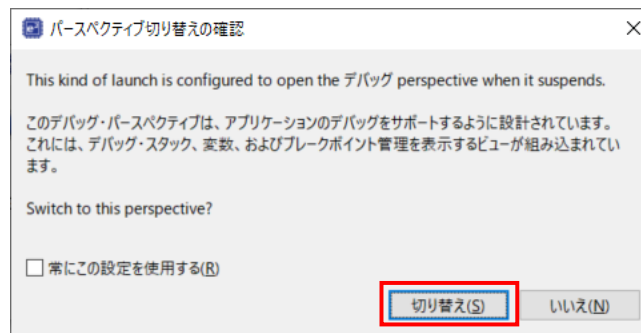 パースペクティブ切り替えの確認
This kind of launch is configured to open the デバッグ perspective when it suspends.
このデバッグ・パースペクティブは、アプリケーションのデバッグをサポートするように設計されています。
これには、デバッグ・スタック、変数、およびブレークポイント管理を表示するビューが組み込まれてい
ます。
Switch to this perspective?
常にこの設定を使用する(R)
切り替え(S) いいえ(N)